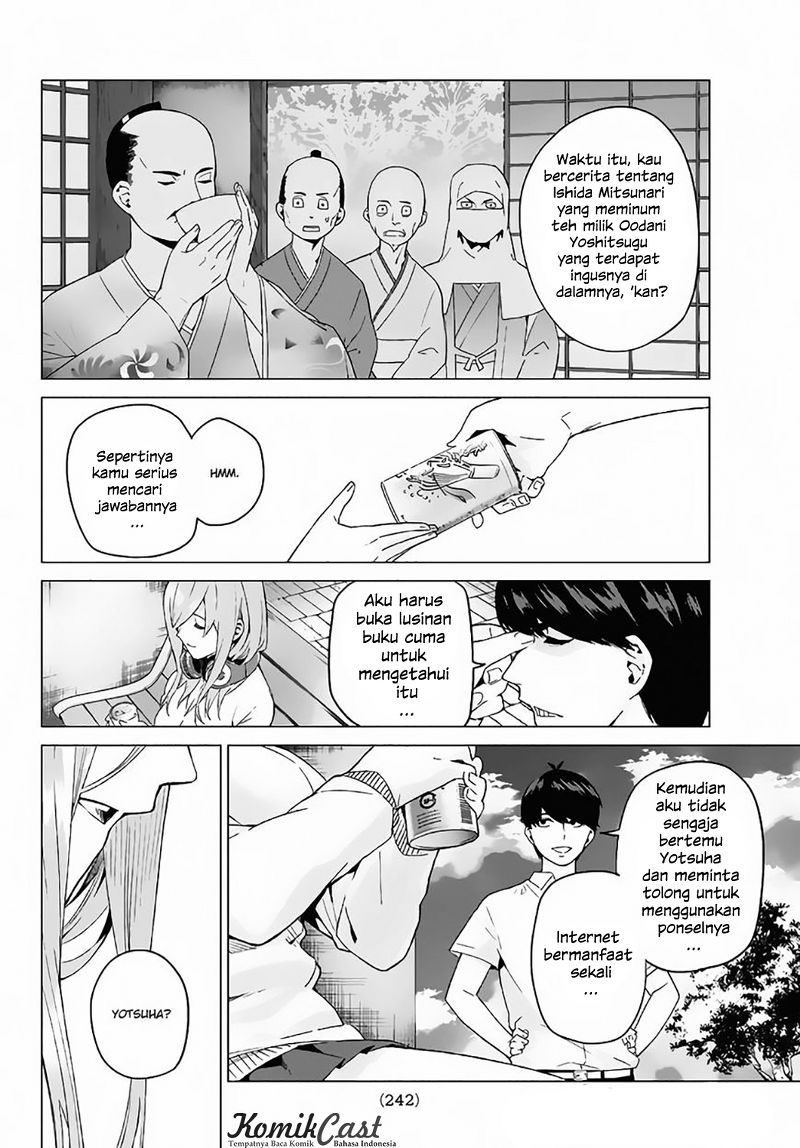 Waktu itu, kau
bercerita tentang
Ishida Mitsunari
yang meminum
teh milik Oodani
Yoshitsugu
yang terdapat
ingusnya di
dalamnya, 'kan?
HMM.
Sepertinya
kamu serius
mencari
jawabannya
...
Aku harus
buka lusinan
buku cuma
untuk
mengetahui
itu
...
Kemudian
aku tidak
sengaja
bertemu
Yotsuha
dan meminta
tolong untuk
menggunakan
ponselnya
...
Internet
bermanfaat
sekali
...
YOTSUHA?
(242)
KomikCast
Tempatnya Baca Komik Bahasa Indonesia